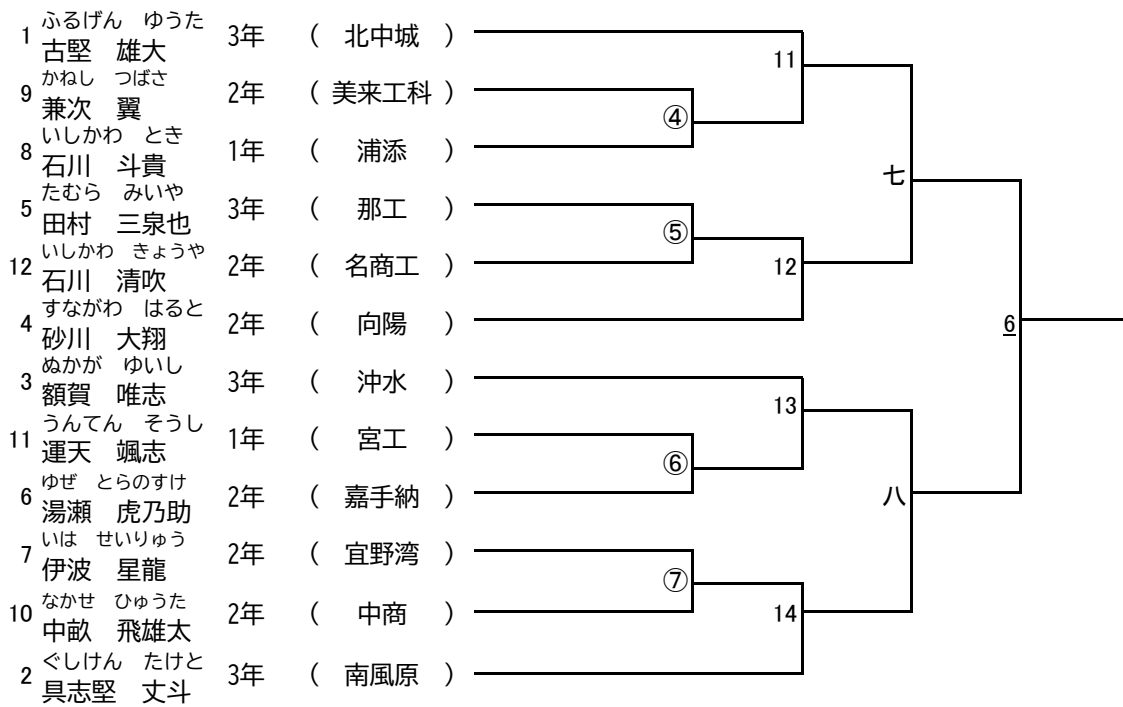 ふるげん ゆうた
1 古堅 雄大 3年 ( 北中城 )
11
かねし つばさ
9 兼次 翼 2年 ( 美来工科 )
④
いしかわ とき
8 石川 斗貴 1年 ( 浦添 )
七
たむら みいや
5 田村 三泉也 3年 ( 那工 )
⑤
いしかわ きょうや
12 石川 清吹 2年 ( 名商工 )
12
すながわ はると
4 砂川 大翔 2年 ( 向陽 )
6
ぬかが ゆいし
3 額賀 唯志 3年 ( 沖水 )
13
うんてん そうし
11 運天 颯志 1年 ( 宮工 )
⑥
ゆぜ とらのすけ
6 湯瀬 虎乃助 2年 ( 嘉手納 )
八
いは せいりゅう
7 伊波 星龍 2年 ( 宜野湾 )
⑦
なかせ ひゅうた
10 中畝 飛雄太 2年 ( 中商 )
14
ぐしけん たけと
2 具志堅 丈斗 3年 ( 南風原 )